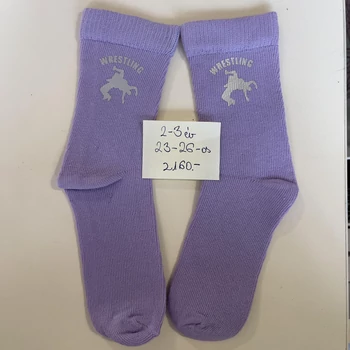 WRESTLING
WRESTLING
2-3 év
23-26-os
2160.-